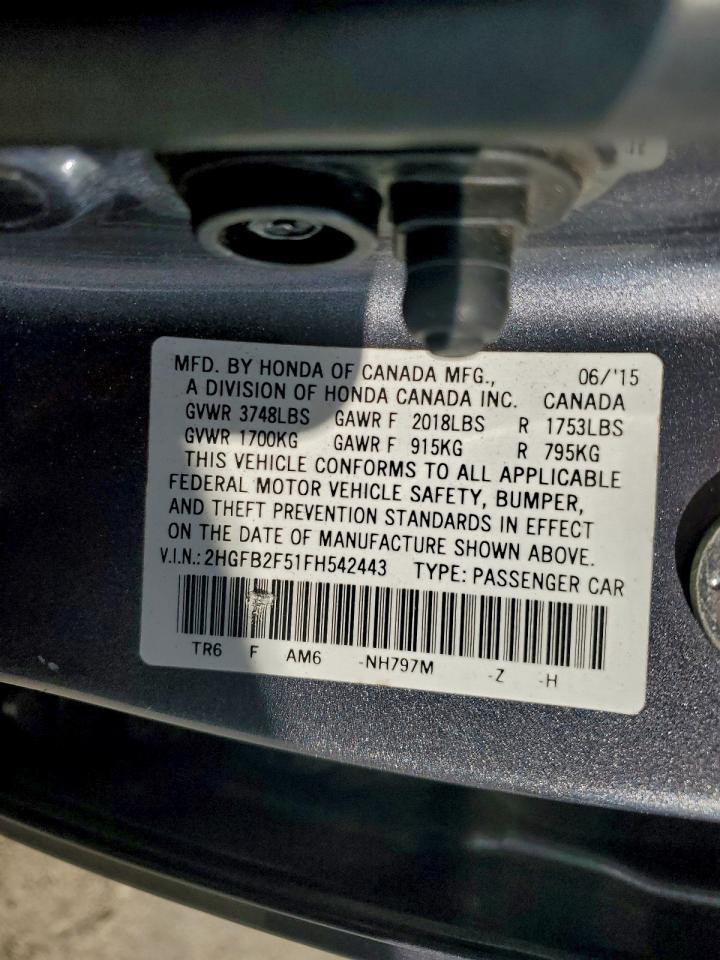 MFD. BY HONDA OF CANADA MFG., 06/'15
A DIVISION OF HONDA CANADA INC. CANADA
GVWR 3748LBS GAWR F 2018LBS R 1753LBS
GVWR 1700KG GAWR F 915KG R 795KG
THIS VEHICLE CONFORMS TO ALL APPLICABLE
FEDERAL MOTOR VEHICLE SAFETY, BUMPER,
AND THEFT PREVENTION STANDARDS IN EFFECT
ON THE DATE OF MANUFACTURE SHOWN ABOVE.
V.I.N.: 2HGFB2F51FH542443 TYPE: PASSENGER CAR
TR6 F AM6 -NH797M -Z -H